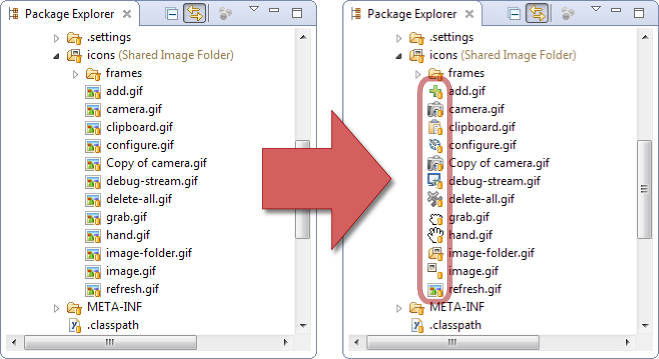 Package Explorer
.settings
icons (Shared Image Folder)
frames
add.gif
camera.gif
clipboard.gif
configure.gif
Copy of camera.gif
debug-stream.gif
delete-all.gif
grab.gif
hand.gif
image-folder.gif
image.gif
refresh.gif
META-INF
.classpath
Package Explorer
.settings
icons (Shared Image Folder)
frames
add.gif
camera.gif
clipboard.gif
configure.gif
Copy of camera.gif
debug-stream.gif
delete-all.gif
grab.gif
hand.gif
image-folder.gif
image.gif
refresh.gif
META-INF
.classpath